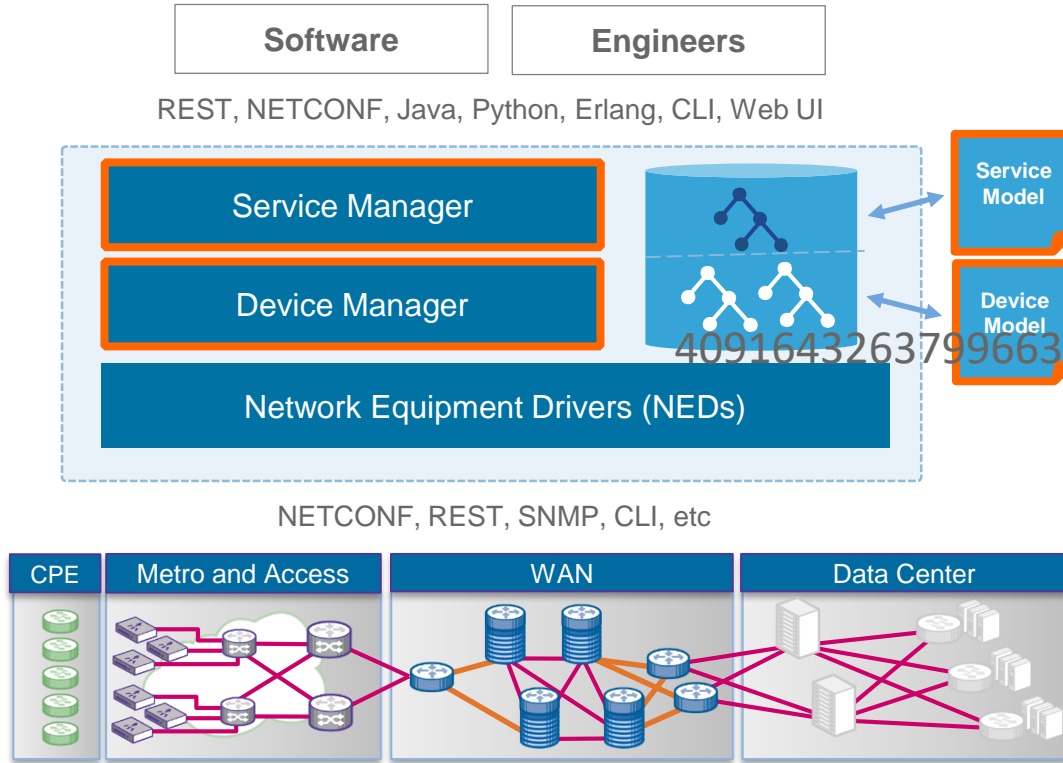 Software
Engineers
REST, NETCONF, Java, Python, Erlang, CLI, Web UI
Service Manager
Service
Model
Device Manager
Device
Model
4091643263799663
Network Equipment Drivers (NEDs)
NETCONF, REST, SNMP, CLI, etc
CPE
Metro and Access
WAN
Data Center